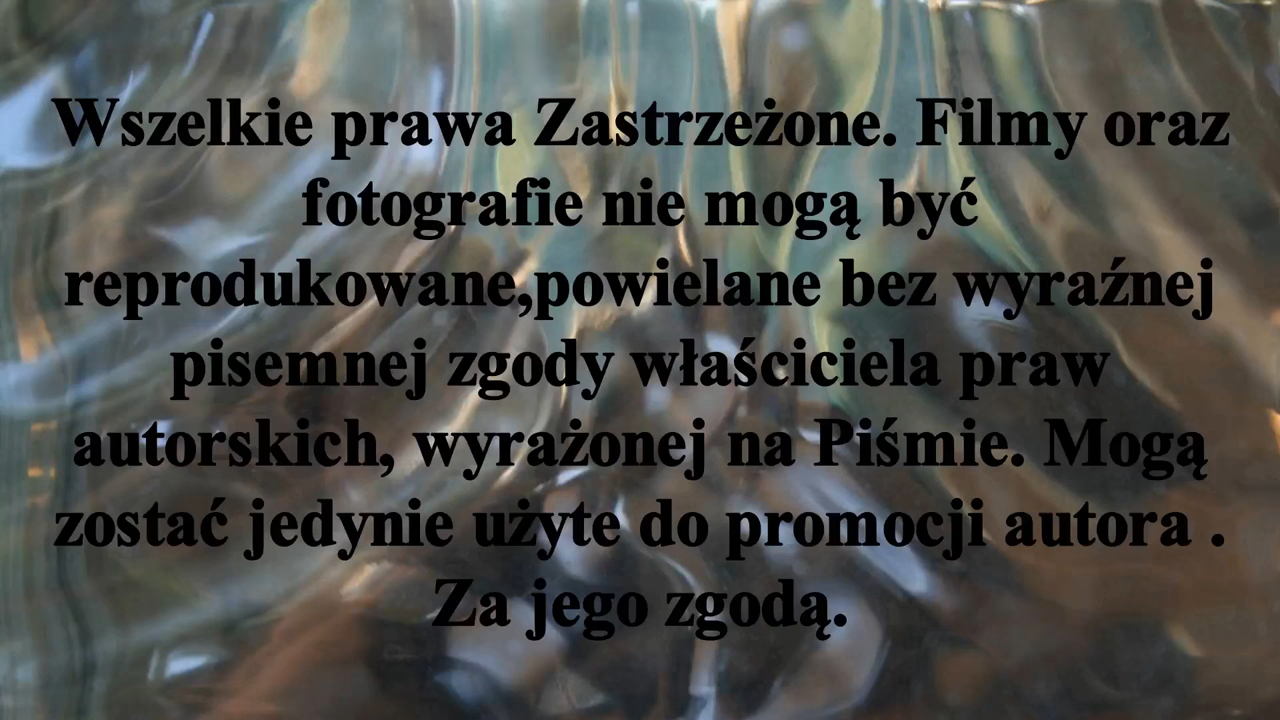 Wszelkie prawa Zastrzeżone. Filmy oraz
fotografie nie mogą być
reprodukowane,powielane bez wyraźnej
pisemnej zgody właściciela praw
autorskich, wyrażonej na Piśmie. Mogą
zostać jedynie użyte do promocji autora .
Za jego zgodą.